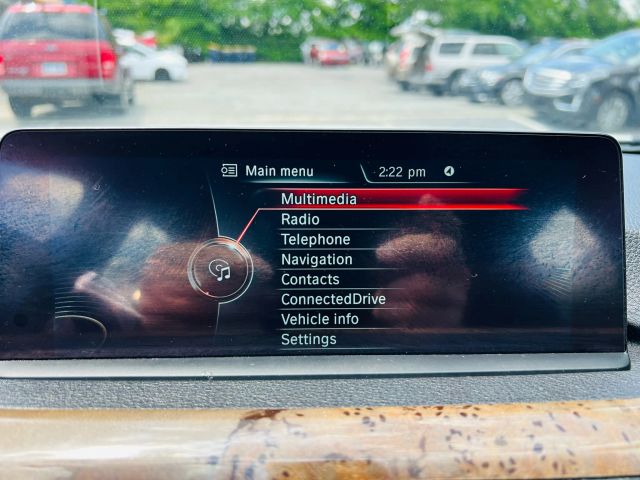 Main menu 2:22 pm
Multimedia
Radio
Telephone
Navigation
Contacts
ConnectedDrive
Vehicle info
Settings